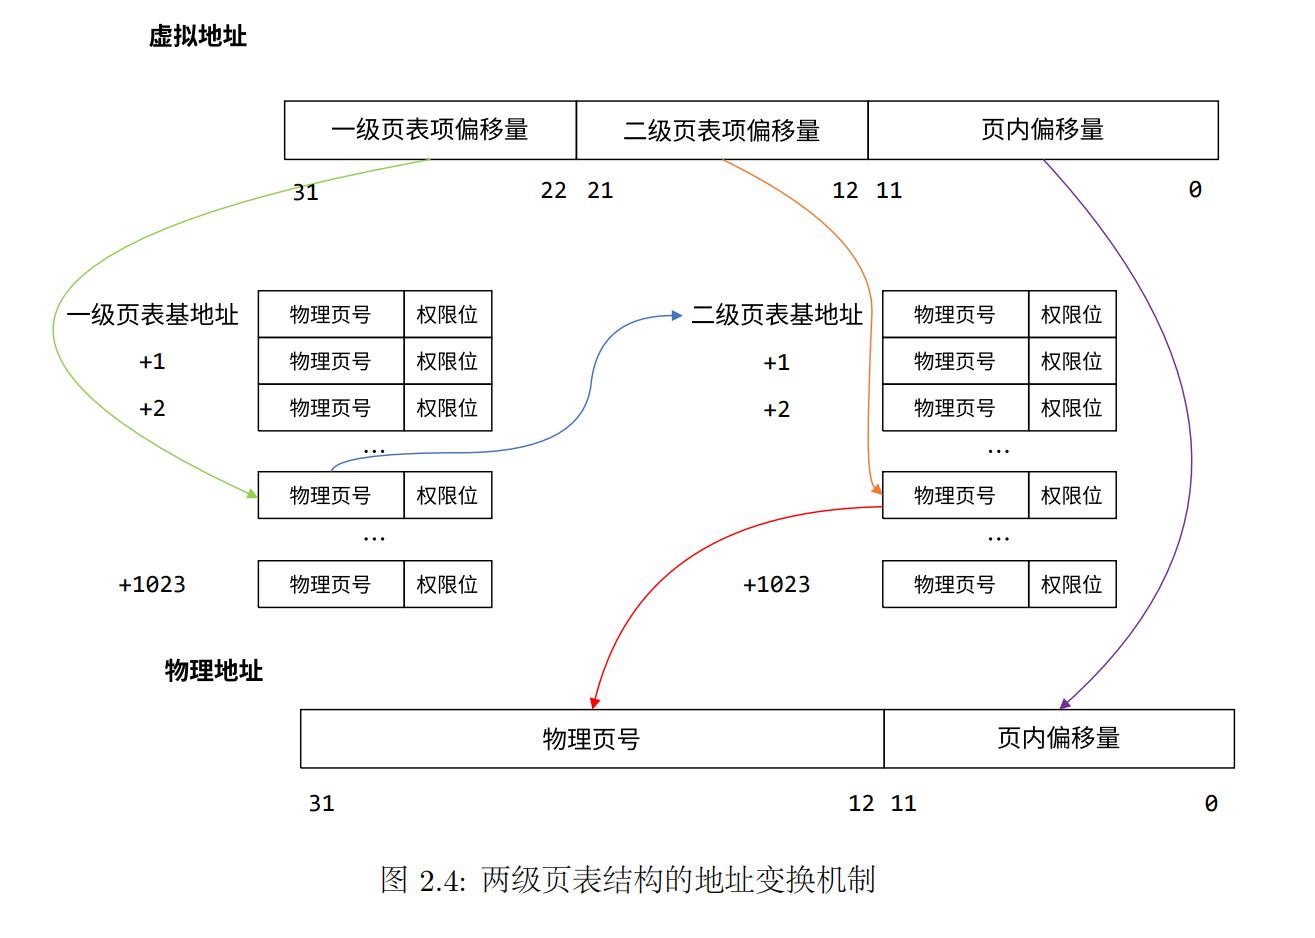 虚拟地址
一级页表项偏移量 二级页表项偏移量 页内偏移量
31 22 21 12 11 0
一级页表基地址 物理页号 权限位 二级页表基地址 物理页号 权限位
+1 物理页号 权限位 +1 物理页号 权限位
+2 物理页号 权限位 +2 物理页号 权限位
... ...
物理页号 权限位 物理页号 权限位
... ...
+1023 物理页号 权限位 +1023 物理页号 权限位
物理地址
物理页号 页内偏移量
31 12 11 0
图 2.4: 两级页表结构的地址变换机制